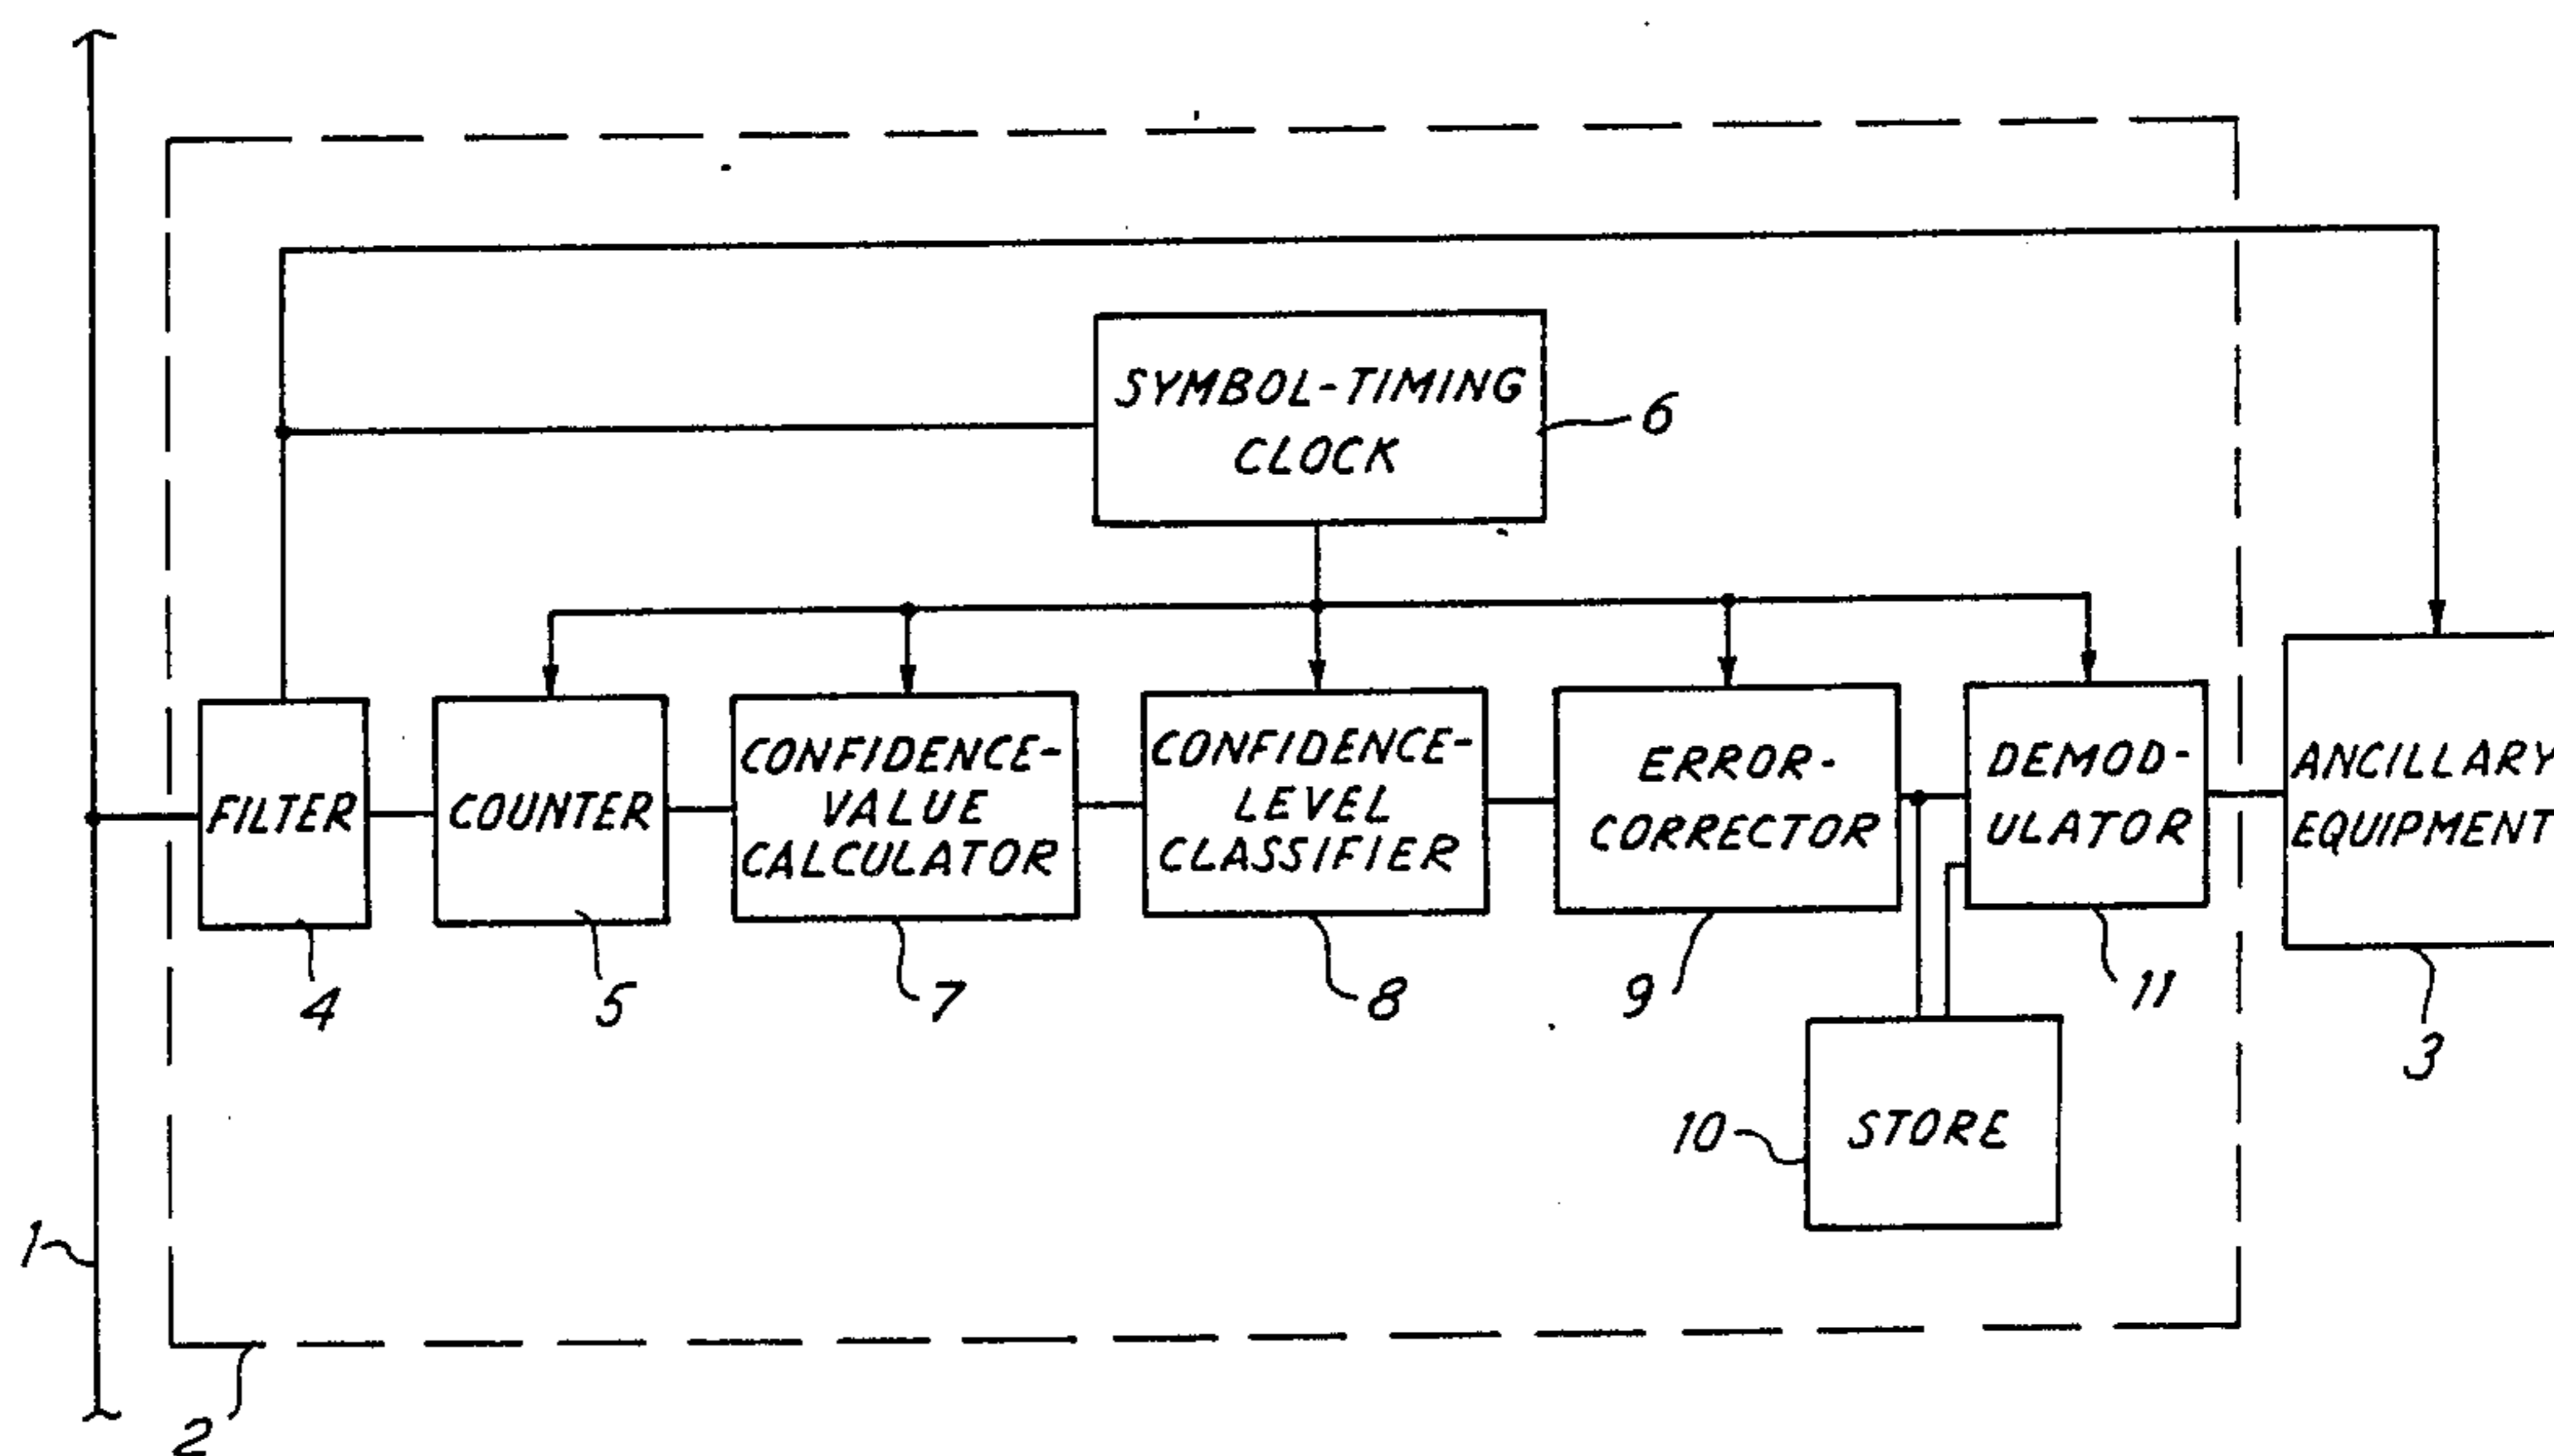 SYMBOL-TIMING
CLOCK
6
FILTER
COUNTER
CONFIDENCE-
VALUE
CALCULATOR
CONFIDENCE-
LEVEL
CLASSIFIER
ERROR-
CORRECTOR
DEMOD-
ULATOR
ANCILLARY
EQUIPMENT
4
5
7
8
9
11
3
10
STORE
1
2